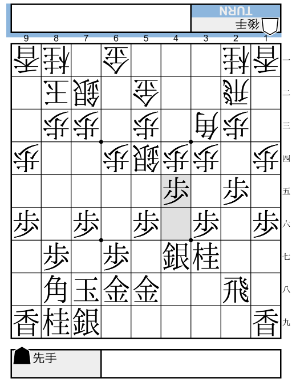 TURN
後手
9 8 7 6 5 4 3 2 1
香 桂 金 桂 香 一
玉 銀 金 飛 二
歩 歩 歩 角 歩 三
歩 歩 銀 歩 歩 歩 四
歩 歩 五
歩 歩 歩 歩 歩 六
歩 歩 銀 桂 七
角 玉 金 金 飛 八
香 桂 銀 香 九
先手